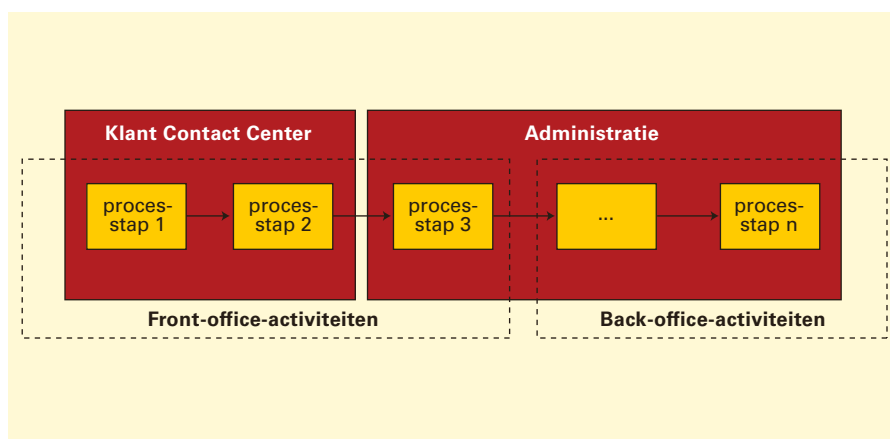 Klant Contact Center
Administratie
proces-
stap 1
proces-
stap 2
proces-
stap 3
...
proces-
stap n
Front-office-activiteiten
Back-office-activiteiten